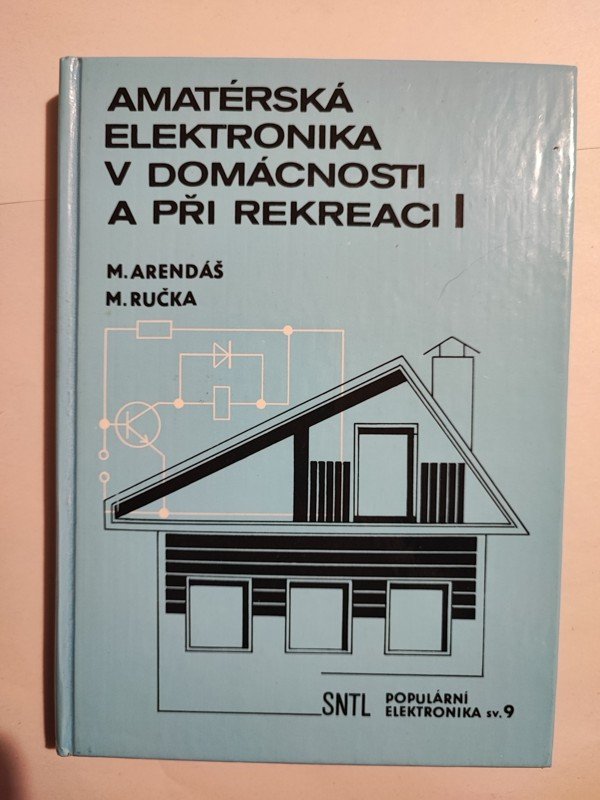 AMATÉRSKÁ
ELEKTRONIKA
V DOMÁCNOSTI
A PŘI REKREACI I
M. ARENDÁŠ
M. RUČKA
SNTL POPULÁRNÍ
ELEKTRONIKA sv. 9